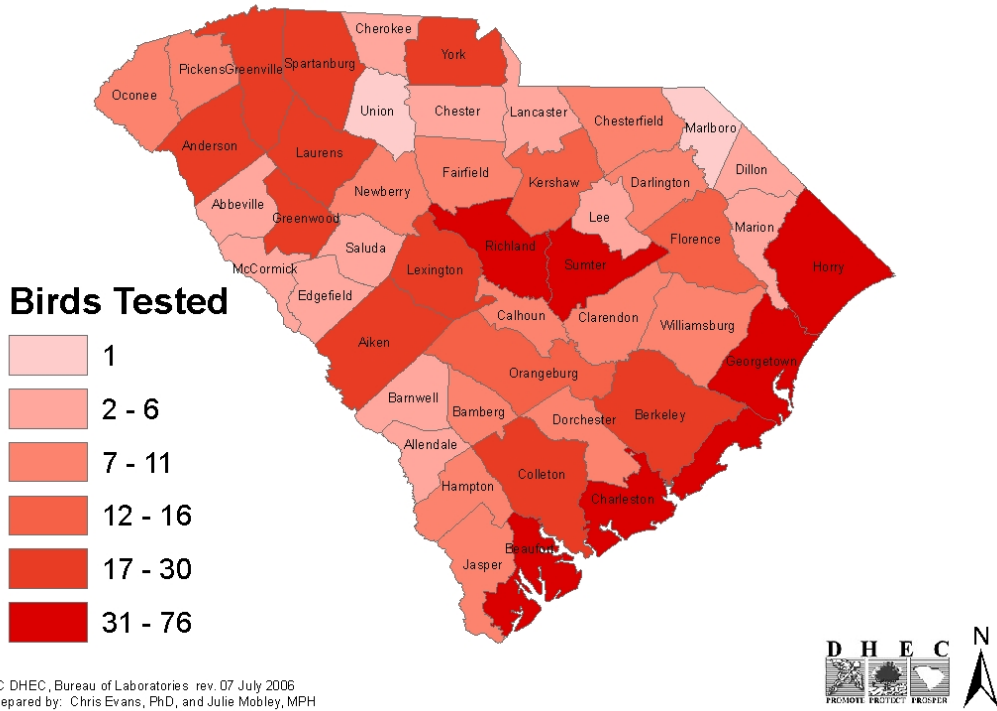 Cherokee
York
Spartanburg
Greenville
Pickens
Oconee
Union
Chester
Lancaster
Chesterfield
Marlboro
Anderson
Laurens
Dillon
Fairfield
Kershaw
Darlington
Newberry
Abbeville
Greenwood
Lee
Marion
Florence
Saluda
Richland
Sumter
Horry
McCormick
Lexington
Edgefield
Birds Tested
1
2 - 6
7 - 11
12 - 16
17 - 30
31 - 76
Calhoun
Clarendon
Williamsburg
Aiken
Georgetown
Orangeburg
Barnwell
Bamberg
Dorchester
Berkeley
Allendale
Colleton
Hampton
Charleston
Beaufort
Jasper
C DHEC, Bureau of Laboratories rev. 07 July 2006
epared by: Chris Evans, PhD, and Julie Mobley, MPH
D H E C
PROMOTE PROTECT PROSPER
N